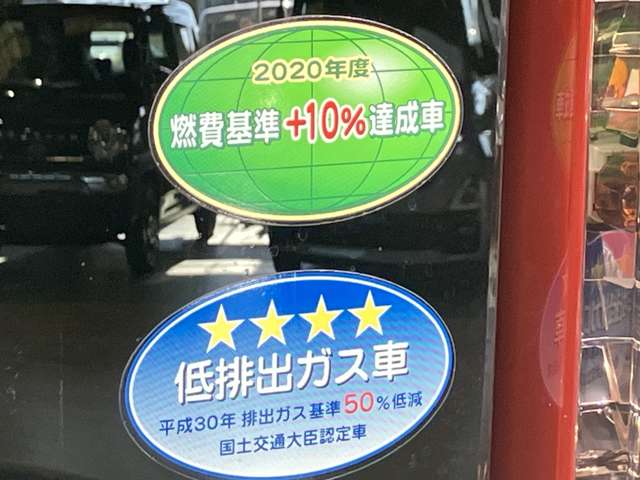 2020年度
燃費基準+10%達成車
低排出ガス車
平成30年 排出ガス基準50%低減
国土交通大臣認定車